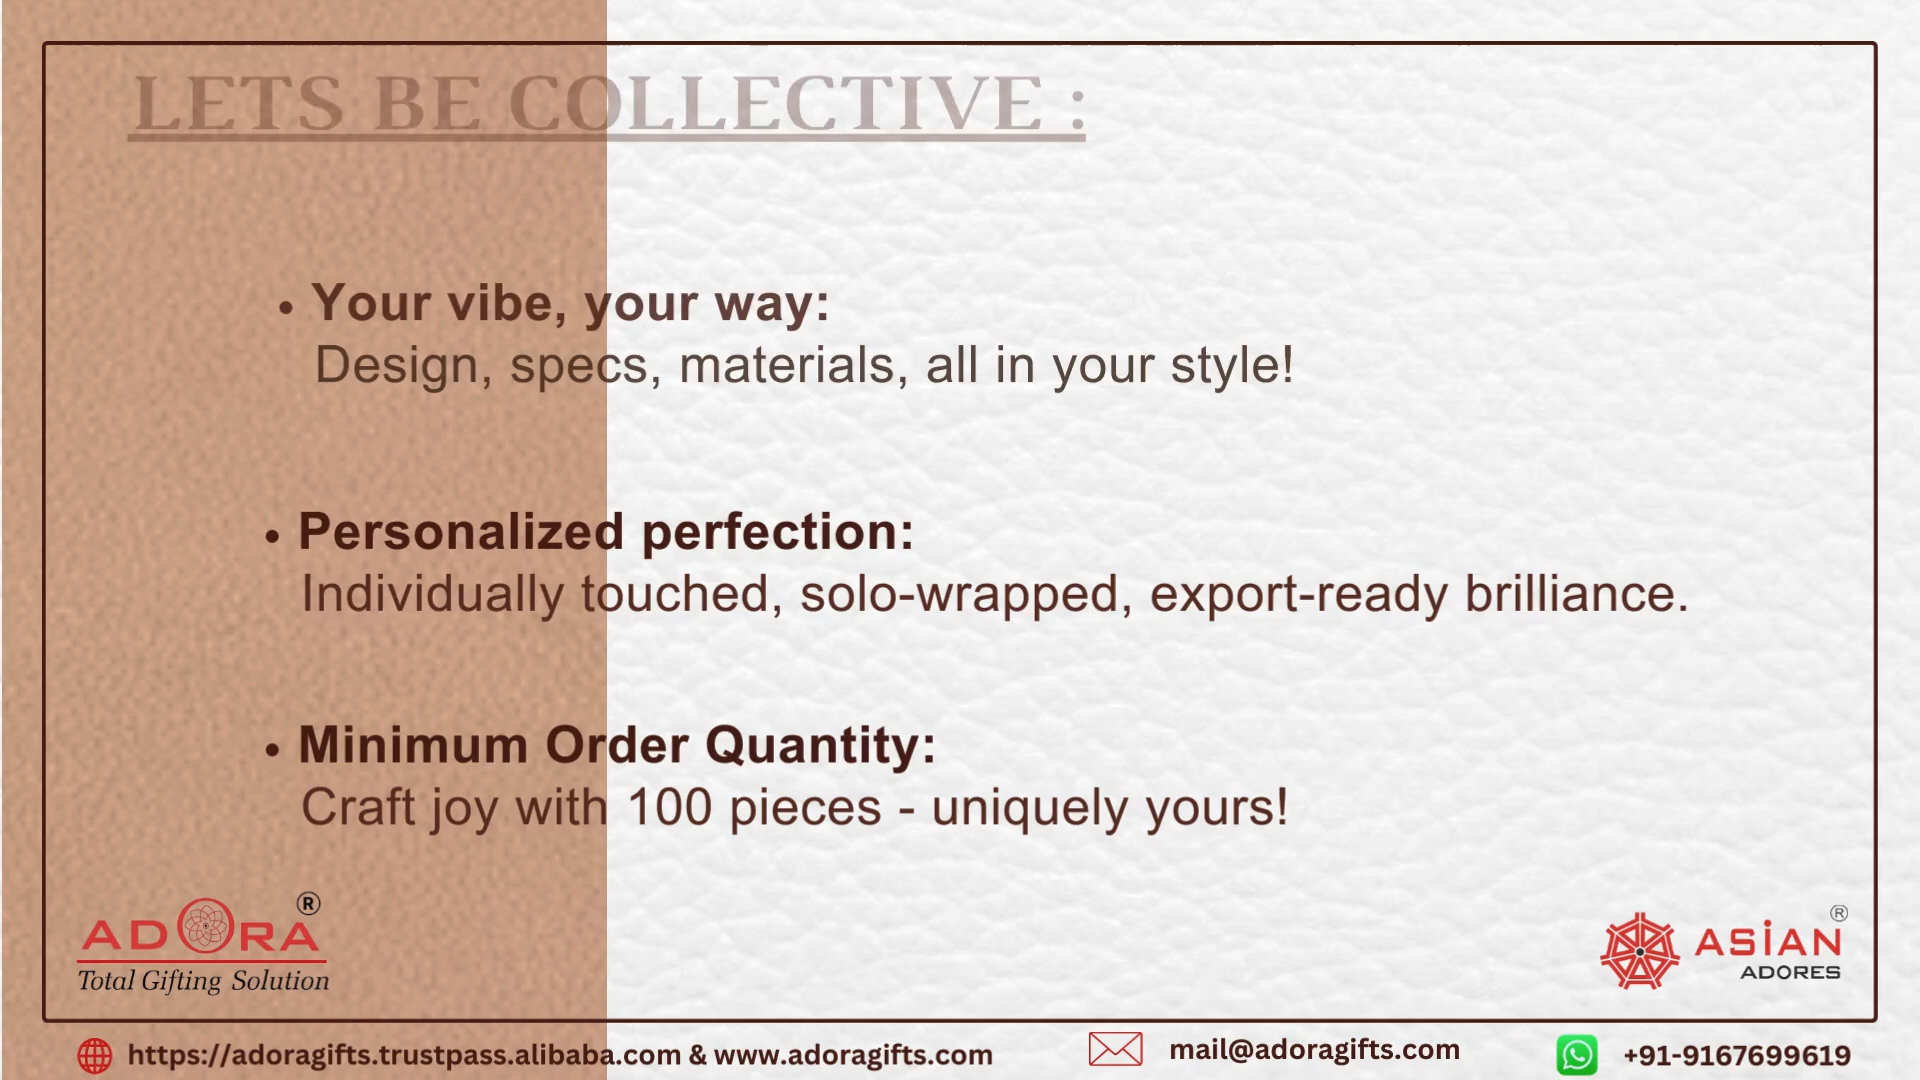 LETS BE COLLECTIVE :
• Your vibe, your way:
Design, specs, materials, all in your style!
• Personalized perfection:
Individually touched, solo-wrapped, export-ready brilliance.
• Minimum Order Quantity:
Craft joy with 100 pieces - uniquely yours!
ADORA®
Total Gifting Solution
ASiAN®
ADORES
https://adoragifts.trustpass.alibaba.com & www.adoragifts.com
mail@adoragifts.com
+91-9167699619